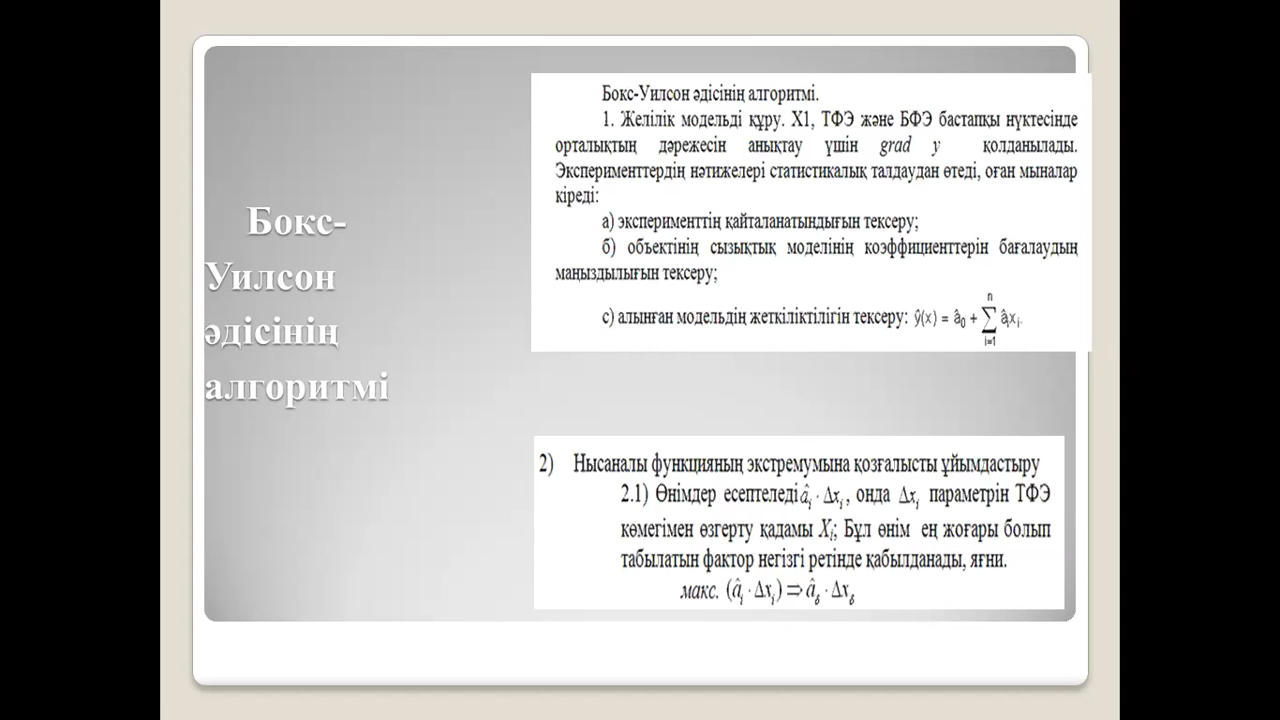 Бокс-
Уилсон
әдісінің
алгоритмі
Бокс-Уилсон әдісінің алгоритмі.
1. Желілік модельді құру. X1, ТФЭ және БФЭ бастапқы нүктесінде
орталықтың дәрежесін анықтау үшін grad y қолданылады.
Эксперименттердің нәтижелері статистикалық талдаудан өтеді, оған мыналар
кіреді:
а) эксперименттің қайталанатындығын тексеру;
б) объектінің сызықтық моделінің коэффициенттерін бағалаудың
маңыздылығын тексеру;
с) алынған модельдің жеткіліктілігін тексеру: ŷ(x) = â₀ + ∑ⁿᵢ₌₁ âᵢxᵢ.
2) Нысаналы функцияның экстремумына қозғалысты ұйымдастыру
2.1) Өнімдер есептеледі âᵢ · Δxᵢ, онда Δxᵢ параметрін ТФЭ
көмегімен өзгерту қадамы Xᵢ; Бұл өнім ең жоғары болып
табылатын фактор негізгі ретінде қабылданады, яғни.
макс. (âᵢ · Δxᵢ) ⇒ âб · Δxб